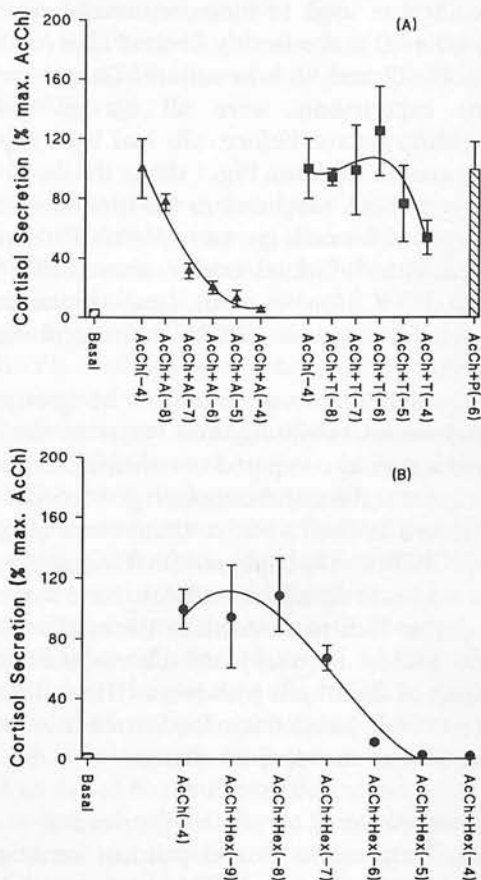 (A)
Cortisol Secretion (% max. AcCh)
200
160
120
80
40
0
Basal
AcCh(-4)
AcCh+A(-8)
AcCh+A(-7)
AcCh+A(-6)
AcCh+A(-5)
AcCh+A(-4)
AcCh(-4)
AcCh+T(-8)
AcCh+T(-7)
AcCh+T(-6)
AcCh+T(-5)
AcCh+T(-4)
AcCh+P(-6)
(B)
Cortisol Secretion (% max. AcCh)
200
160
120
80
40
0
Basal
AcCh(-4)
AcCh+Hex(-9)
AcCh+Hex(-8)
AcCh+Hex(-7)
AcCh+Hex(-6)
AcCh+Hex(-5)
AcCh+Hex(-4)